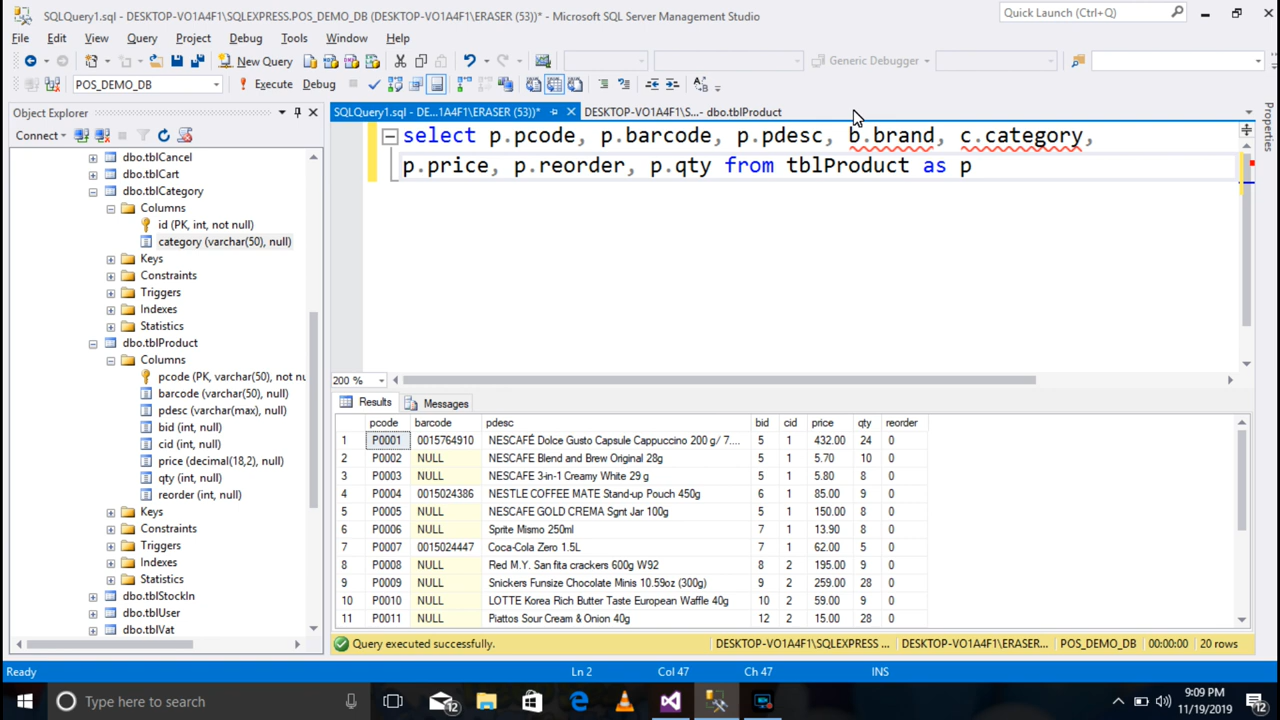 SQLQuery1.sql - DESKTOP-VO1A4F1\SQLEXPRESS.POS_DEMO_DB (DESKTOP-VO1A4F1\ERASER (53))* - Microsoft SQL Server Management Studio
Quick Launch (Ctrl+Q)
File Edit View Query Project Debug Tools Window Help
New Query
Generic Debugger
POS_DEMO_DB
Execute Debug
Object Explorer
SQLQuery1.sql - DE...1A4F1\ERASER (53))*
DESKTOP-VO1A4F1\S...- dbo.tblProduct
Properties
Connect
select p.pcode, p.barcode, p.pdesc, b.brand, c.category,
p.price, p.reorder, p.qty from tblProduct as p
dbo.tblCancel
dbo.tblCart
dbo.tblCategory
Columns
id (PK, int, not null)
category (varchar(50), null)
Keys
Constraints
Triggers
Indexes
Statistics
dbo.tblProduct
Columns
pcode (PK, varchar(50), not nu
barcode (varchar(50), null)
pdesc (varchar(max), null)
bid (int, null)
cid (int, null)
price (decimal(18,2), null)
qty (int, null)
reorder (int, null)
Keys
Constraints
Triggers
Indexes
Statistics
dbo.tblStockIn
dbo.tblUser
dbo.tblVat
200 %
Results Messages
pcode barcode pdesc bid cid price qty reorder
1 P0001 0015764910 NESCAFÉ Dolce Gusto Capsule Cappuccino 200 g/ 7.... 5 1 432.00 24 0
2 P0002 NULL NESCAFE Blend and Brew Original 28g 5 1 5.70 10 0
3 P0003 NULL NESCAFE 3-in-1 Creamy White 29 g 5 1 5.80 8 0
4 P0004 0015024386 NESTLE COFFEE MATE Stand-up Pouch 450g 6 1 85.00 9 0
5 P0005 NULL NESCAFE GOLD CREMA Sgnt Jar 100g 5 1 150.00 8 0
6 P0006 NULL Sprite Mismo 250ml 7 1 13.90 8 0
7 P0007 0015024447 Coca-Cola Zero 1.5L 7 1 62.00 5 0
8 P0008 NULL Red M.Y. San fita crackers 600g W92 8 2 195.00 9 0
9 P0009 NULL Snickers Funsize Chocolate Minis 10.59oz (300g) 9 2 259.00 28 0
10 P0010 NULL LOTTE Korea Rich Butter Taste European Waffle 40g 10 2 59.00 9 0
11 P0011 NULL Piattos Sour Cream & Onion 40g 12 2 15.00 28 0
Query executed successfully.
DESKTOP-VO1A4F1\SQLEXPRESS ... DESKTOP-VO1A4F1\ERASER... POS_DEMO_DB 00:00:00 20 rows
Ready
Ln 2 Col 47 Ch 47 INS
Type here to search
12
9:09 PM
11/19/2019
12